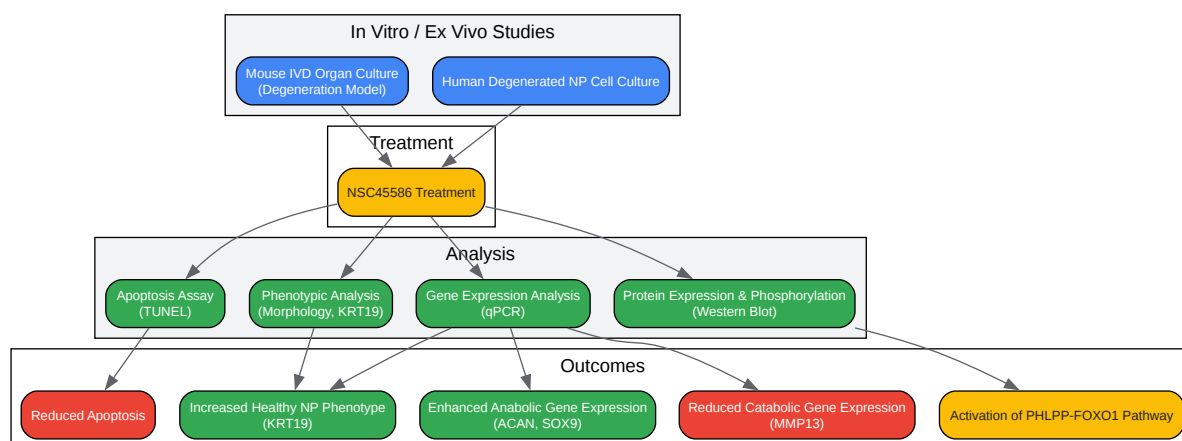 In Vitro / Ex Vivo Studies
Mouse IVD Organ Culture
(Degeneration Model)
Human Degenerated NP Cell Culture
Treatment
NSC45586 Treatment
Analysis
Apoptosis Assay
(TUNEL)
Phenotypic Analysis
(Morphology, KRT19)
Gene Expression Analysis
(qPCR)
Protein Expression & Phosphorylation
(Western Blot)
Outcomes
Reduced Apoptosis
Increased Healthy NP Phenotype
(KRT19)
Enhanced Anabolic Gene Expression
(ACAN, SOX9)
Reduced Catabolic Gene Expression
(MMP13)
Activation of PHLPP-FOXO1 Pathway